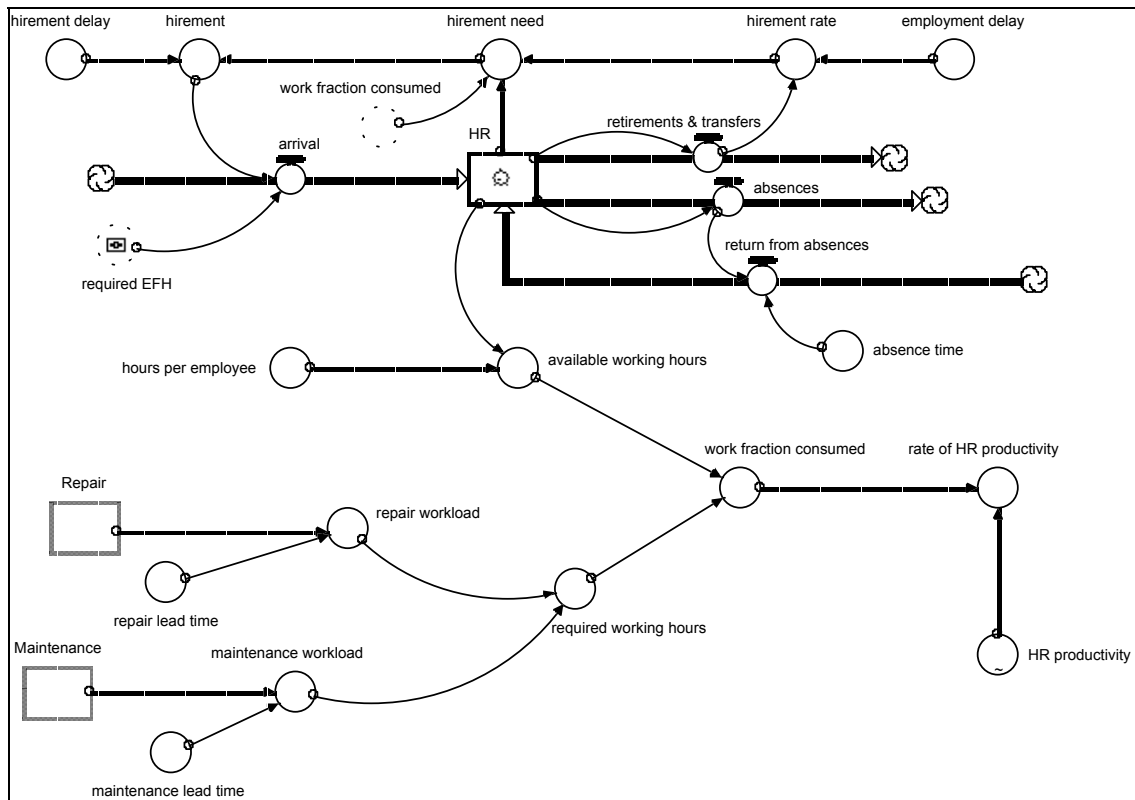 hirement delay
hirement
hirement need
hirement rate
employment delay
work fraction consumed
retirements & transfers
HR
arrival
absences
return from absences
required EFH
hours per employee
available working hours
absence time
work fraction consumed
rate of HR productivity
Repair
repair workload
repair lead time
required working hours
Maintenance
maintenance workload
HR productivity
~
maintenance lead time